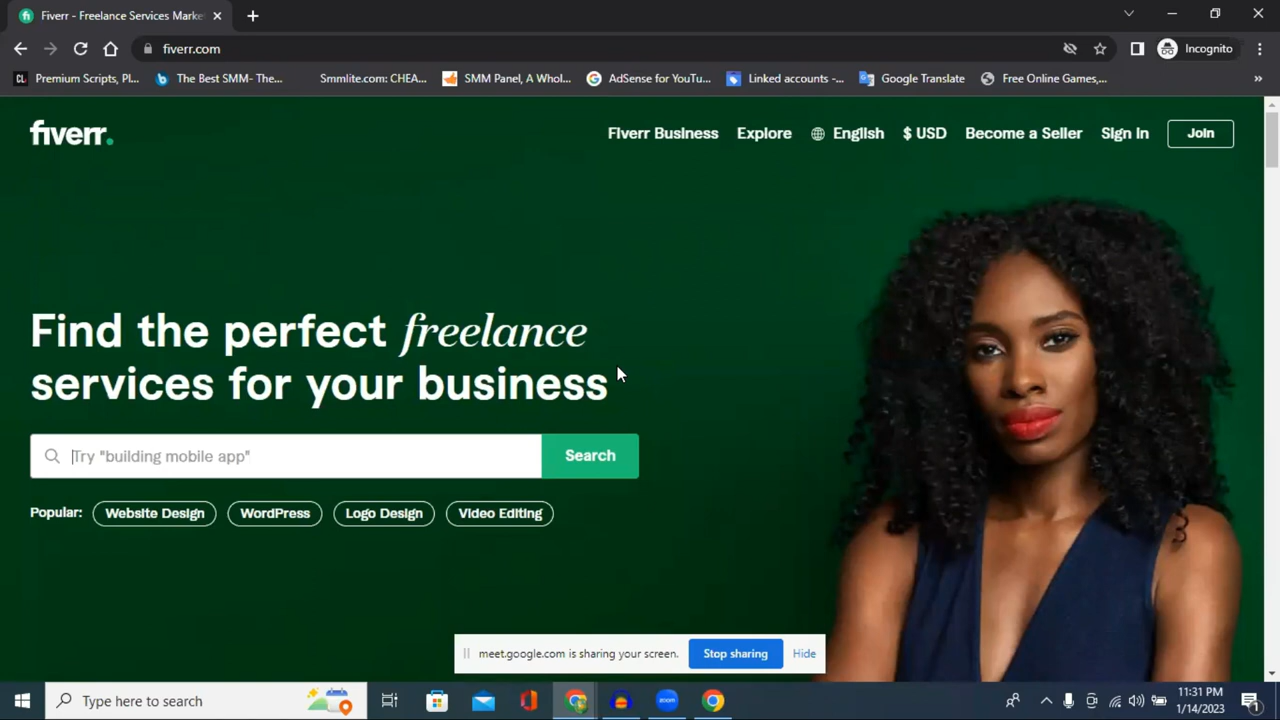 Fiverr - Freelance Services Marke
fiverr.com
Incognito
CL Premium Scripts, Pl...
The Best SMM- The...
Smmlite.com: CHEA...
SMM Panel, A Whol...
AdSense for YouTu...
Linked accounts -...
Google Translate
Free Online Games,...
fiverr.
Fiverr Business
Explore
English
$ USD
Become a Seller
Sign In
Join
Find the perfect freelance
services for your business
Try "building mobile app"
Search
Popular:
Website Design
WordPress
Logo Design
Video Editing
meet.google.com is sharing your screen.
Stop sharing
Hide
Type here to search
zoom
11:31 PM
1/14/2023
1